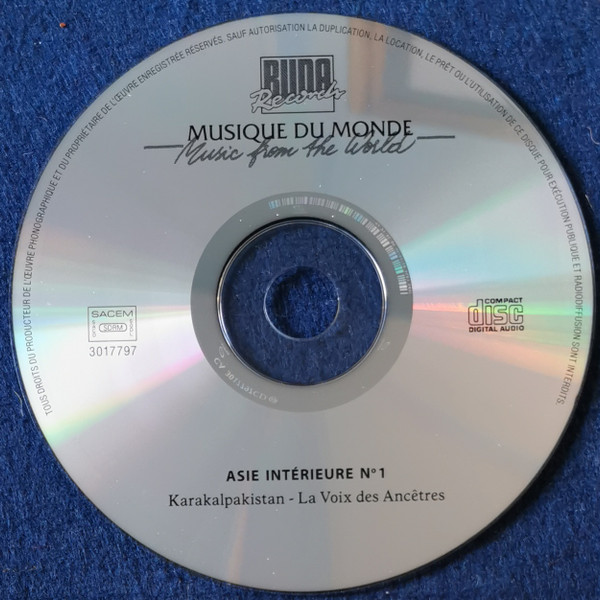 TOUS DROITS DU PRODUCTEUR DE L'ŒUVRE PHONOGRAPHIQUE ET DU PROPRIÉTAIRE DE L'ŒUVRE ENREGISTRÉE RÉSERVÉS. SAUF AUTORISATION LA DUPLICATION, LA LOCATION, LE PRÊT OU L'UTILISATION DE CE DISQUE POUR EXÉCUTION PUBLIQUE ET RADIODIFFUSION SONT INTERDITS.
BUDA
Records
MUSIQUE DU MONDE
Music from the World
SACEM
SDRM
3017797
COMPACT
disc
DIGITAL AUDIO
ASIE INTÉRIEURE N° 1
Karakalpakistan - La Voix des Ancêtres